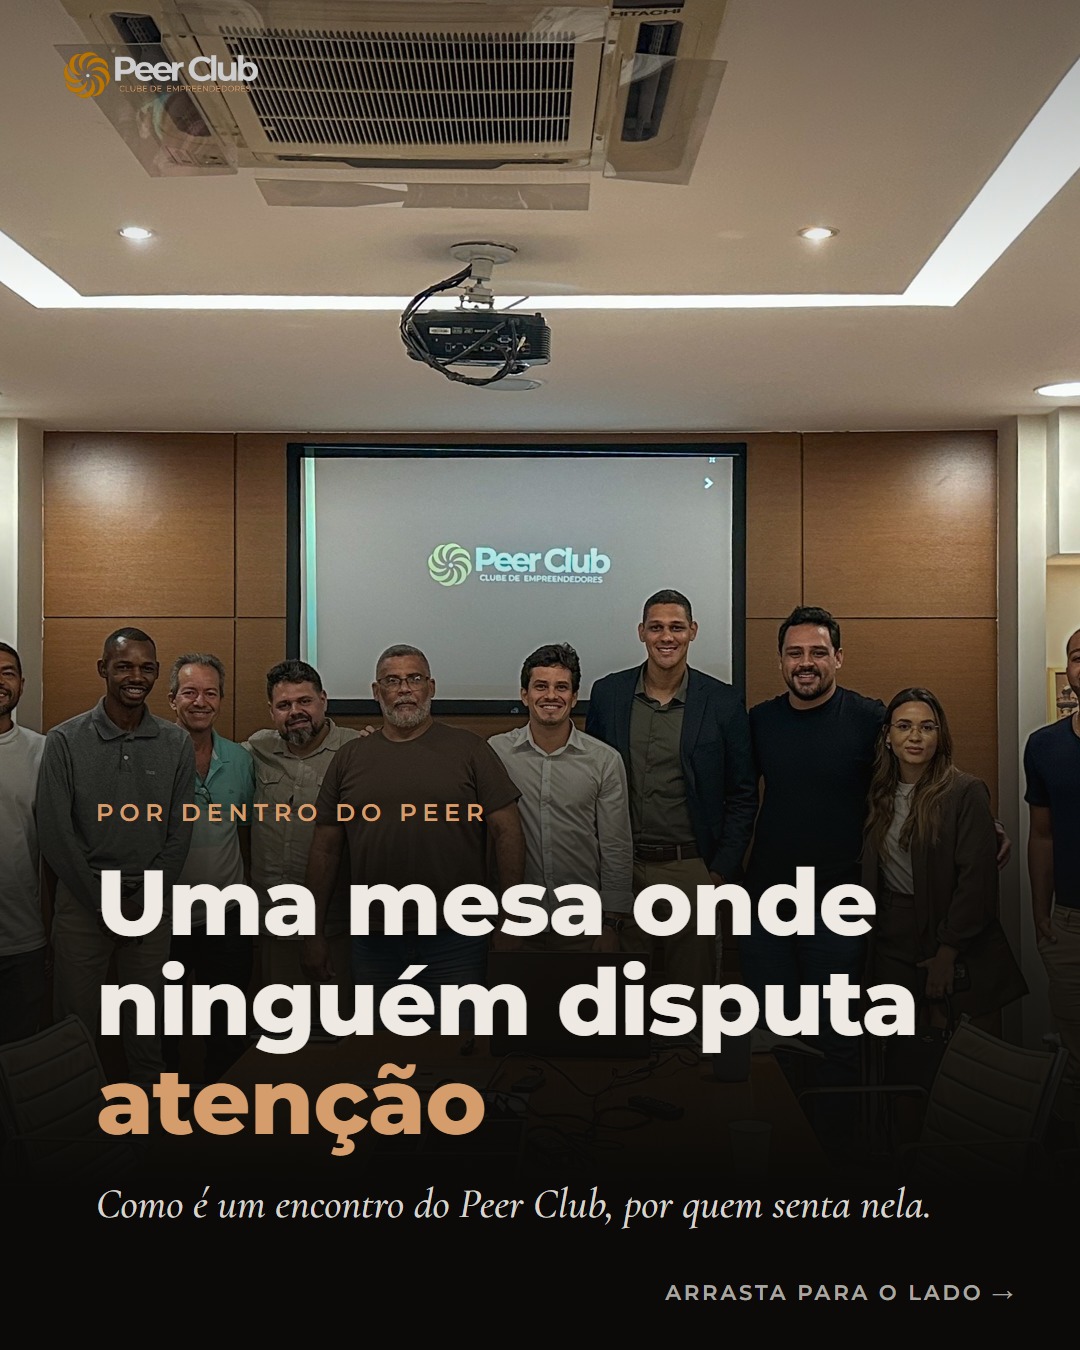 HITACHI
Peer Club
CLUBE DE EMPREENDEDORES
Peer Club
CLUBE DE EMPREENDEDORES
POR DENTRO DO PEER
Uma mesa onde
ninguém disputa
atenção
Como é um encontro do Peer Club, por quem senta nela.
ARRASTA PARA O LADO →